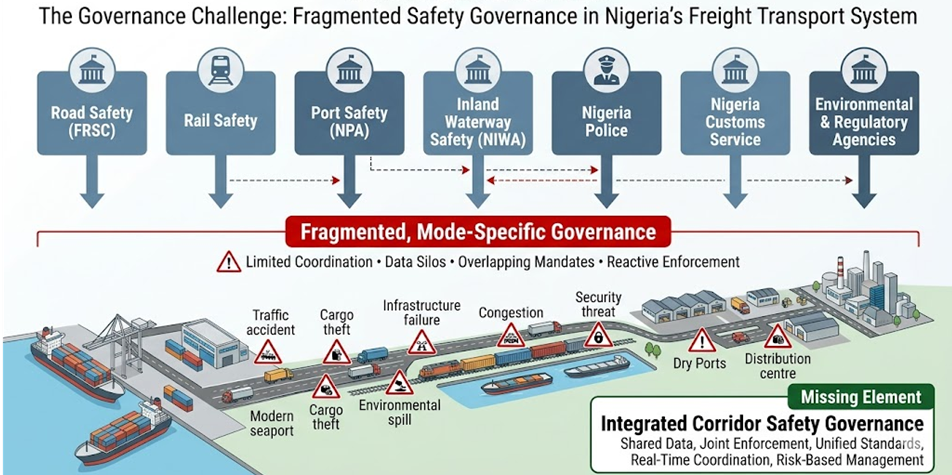 The Governance Challenge: Fragmented Safety Governance in Nigeria's Freight Transport System
Road Safety
(FRSC)
Rail Safety
Port Safety
(NPA)
Inland
Waterway
Safety (NIWA)
Nigeria
Police
Nigeria
Customs
Service
Environmental
& Regulatory
Agencies
Fragmented, Mode-Specific Governance
Limited Coordination • Data Silos • Overlapping Mandates • Reactive Enforcement
Traffic
accident
Cargo
theft
Infrastructure
failure
Congestion
Security
threat
Modern
seaport
Cargo
theft
Environmental
spill
Dry Ports
Distribution
centre
Missing Element
Integrated Corridor Safety Governance
Shared Data, Joint Enforcement, Unified Standards,
Real-Time Coordination, Risk-Based Management